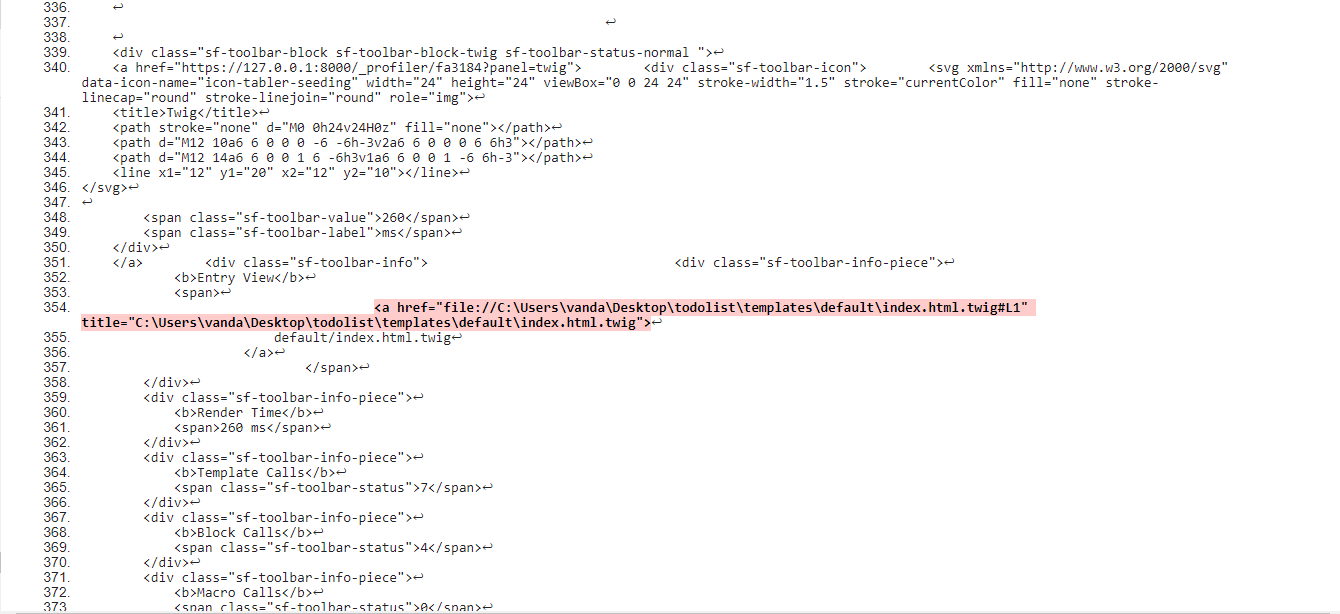 336. ↩
337. ↩
338. ↩
339. <div class="sf-toolbar-block sf-toolbar-block-twig sf-toolbar-status-normal ">↩
340. <a href="https://127.0.0.1:8000/_profiler/fa3184?panel=twig"> <div class="sf-toolbar-icon"> <svg xmlns="http://www.w3.org/2000/svg"
data-icon-name="icon-tabler-seeding" width="24" height="24" viewBox="0 0 24 24" stroke-width="1.5" stroke="currentColor" fill="none" stroke-
linecap="round" stroke-linejoin="round" role="img">↩
341. <title>Twig</title>↩
342. <path stroke="none" d="M0 0h24v24H0z" fill="none"></path>↩
343. <path d="M12 10a6 6 0 0 0 -6 -6h-3v2a6 6 0 0 0 6 6h3"></path>↩
344. <path d="M12 14a6 6 0 0 1 6 -6h3v1a6 6 0 0 1 -6 6h-3"></path>↩
345. <line x1="12" y1="20" x2="12" y2="10"></line>↩
346. </svg>↩
347. ↩
348. <span class="sf-toolbar-value">260</span>↩
349. <span class="sf-toolbar-label">ms</span>↩
350. </div>↩
351. </a> <div class="sf-toolbar-info"> <div class="sf-toolbar-info-piece">↩
352. <b>Entry View</b>↩
353. <span>↩
354. <a href="file://C:\Users\vanda\Desktop\todolist\templates\default\index.html.twig#L1"
title="C:\Users\vanda\Desktop\todolist\templates\default\index.html.twig">↩
355. default/index.html.twig↩
356. </a>↩
357. </span>↩
358. </div>↩
359. <div class="sf-toolbar-info-piece">↩
360. <b>Render Time</b>↩
361. <span>260 ms</span>↩
362. </div>↩
363. <div class="sf-toolbar-info-piece">↩
364. <b>Template Calls</b>↩
365. <span class="sf-toolbar-status">7</span>↩
366. </div>↩
367. <div class="sf-toolbar-info-piece">↩
368. <b>Block Calls</b>↩
369. <span class="sf-toolbar-status">4</span>↩
370. </div>↩
371. <div class="sf-toolbar-info-piece">↩
372. <b>Macro Calls</b>↩
373. <span class="sf-toolbar-status">0</span>↩